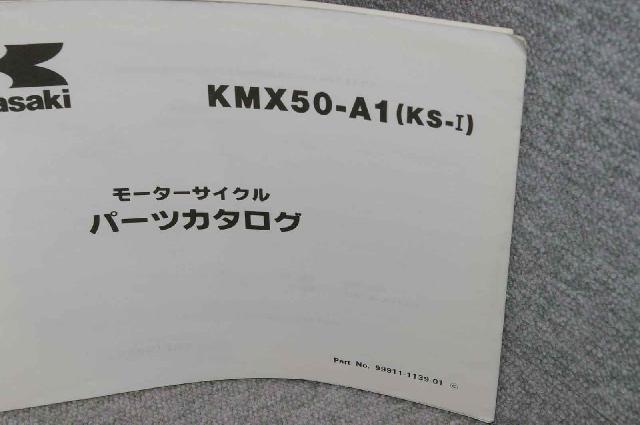 asaki
KMX50-A1(KS-I)
モーターサイクル
パーツカタログ
Part No. 99911-1139-01 ©